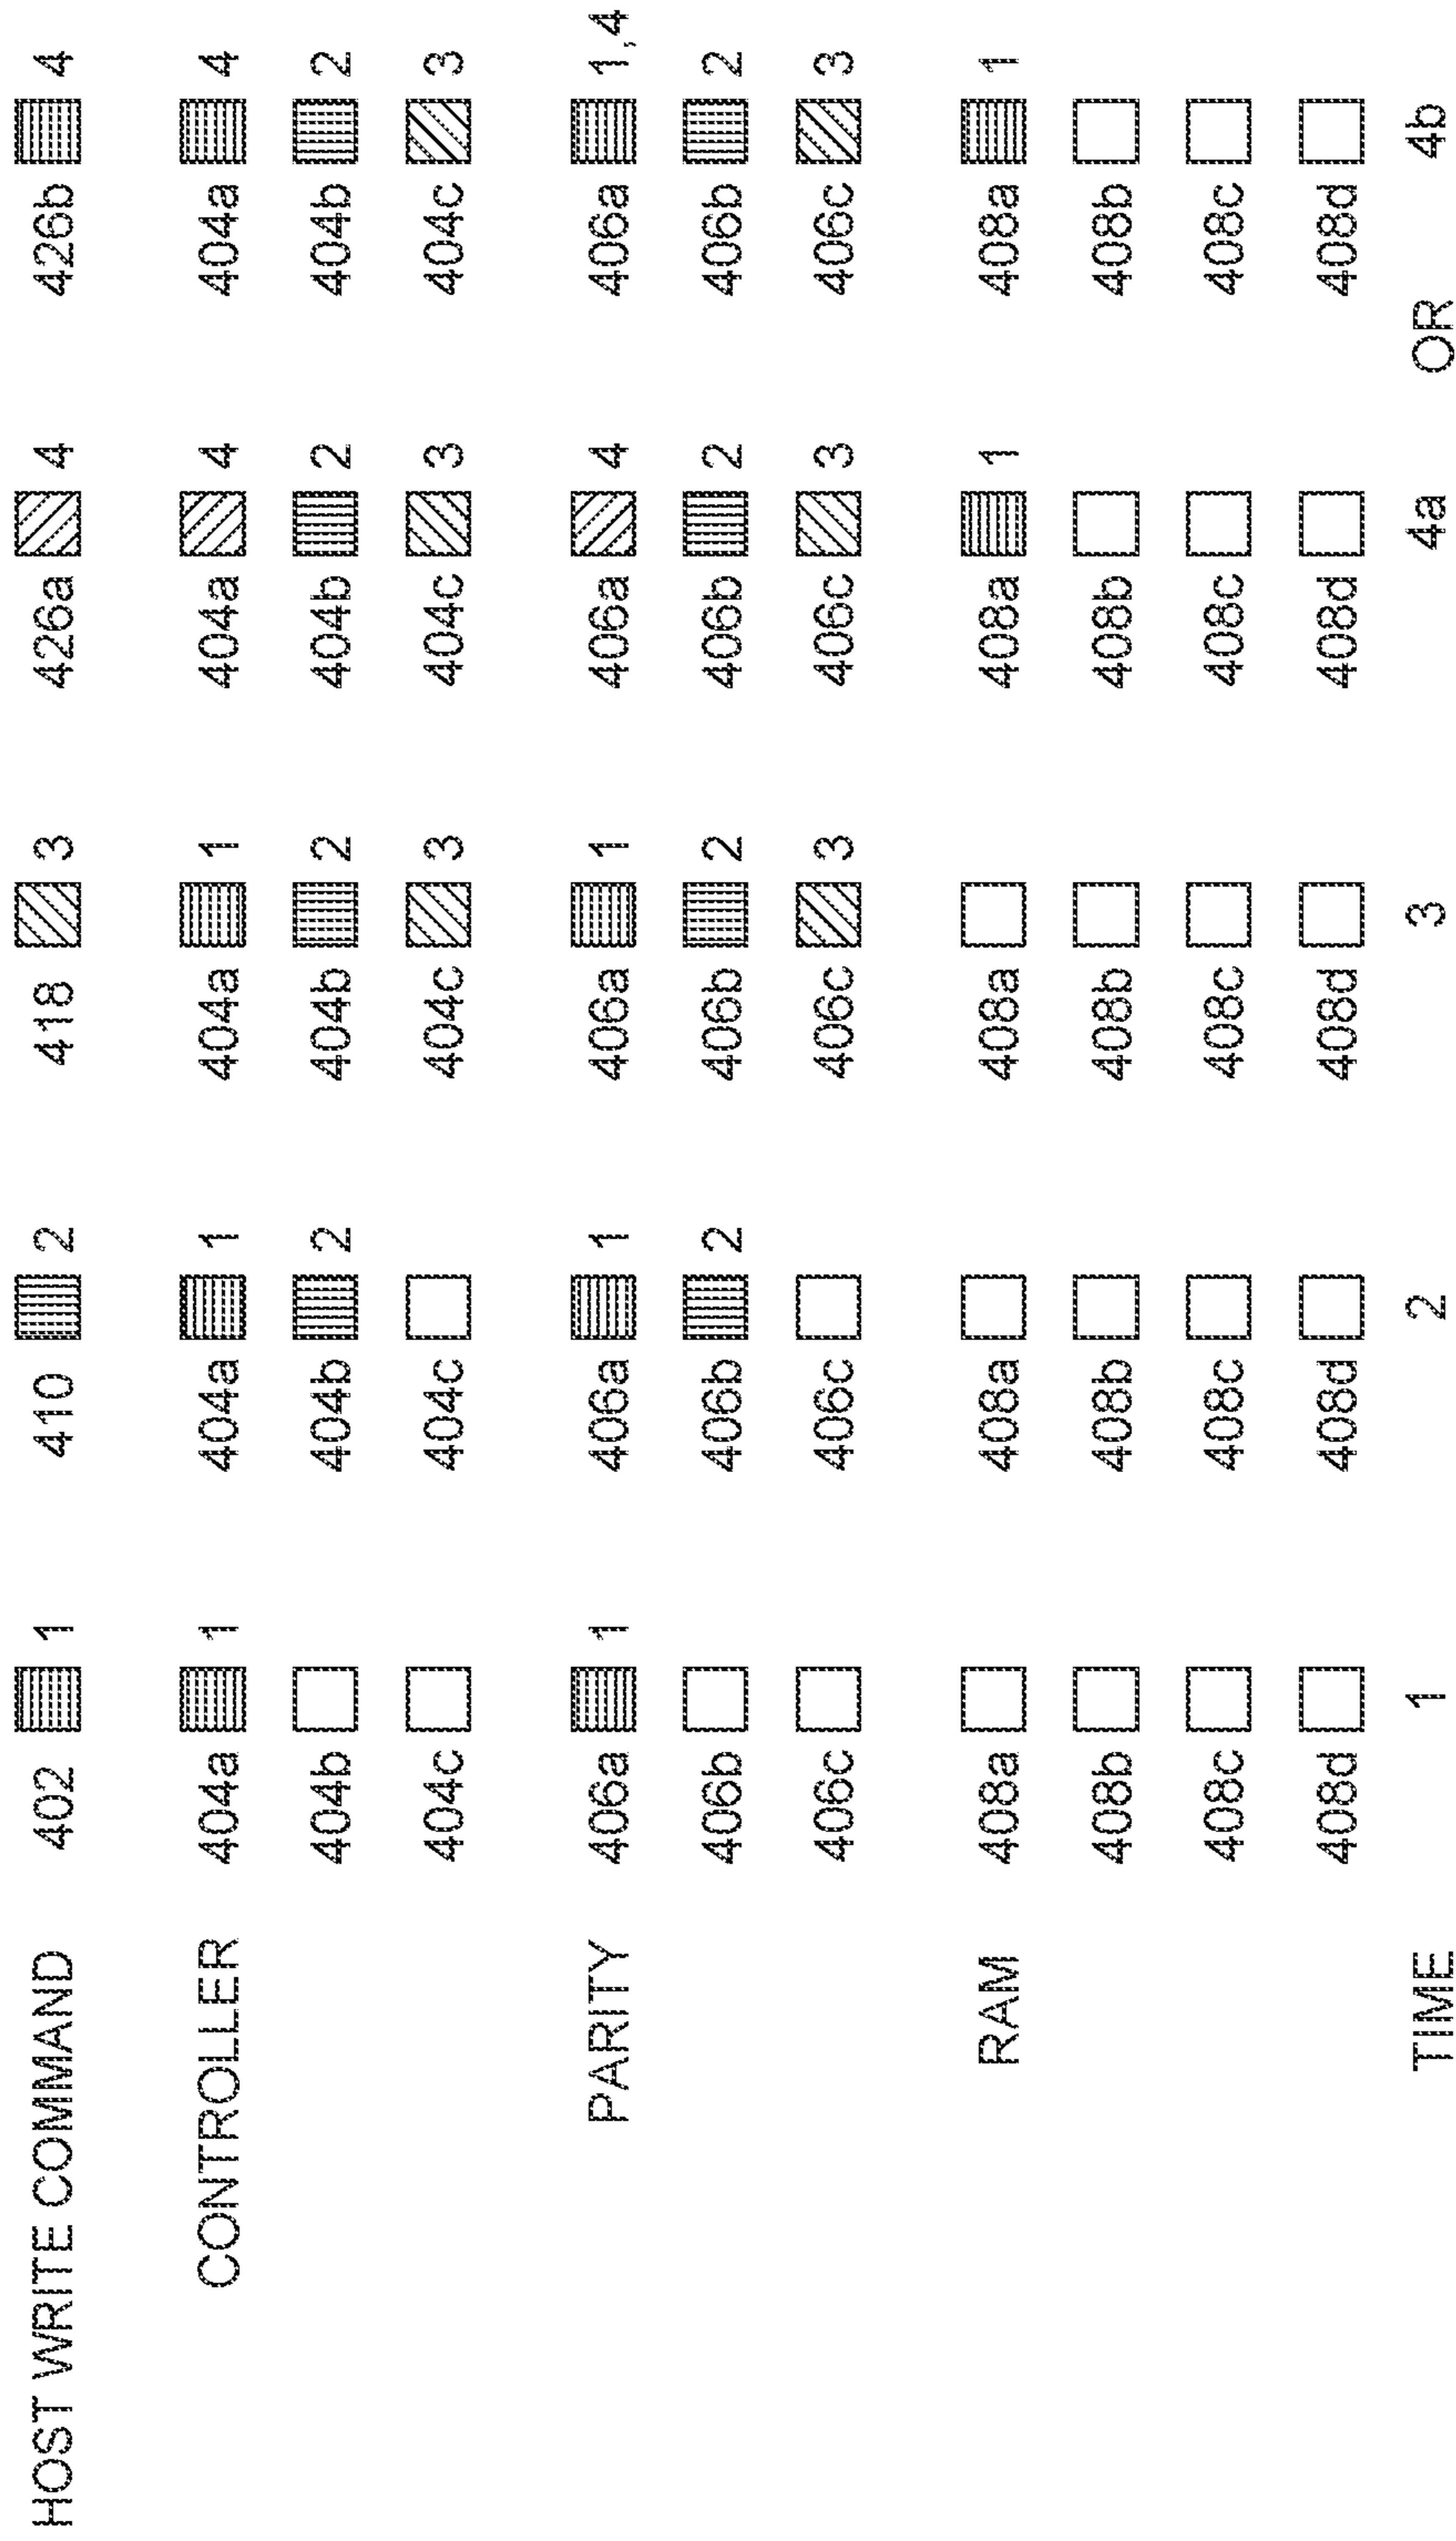 HOST WRITE COMMAND 402 1 410 2 418 3 426a 4 426b 4
CONTROLLER 404a 1 404a 1 404a 1 404a 4 404a 4
404b 404b 2 404b 2 404b 2 404b 2
404c 404c 404c 3 404c 3 404c 3
PARITY 406a 1 406a 1 406a 1 406a 4 406a 1,4
406b 406b 2 406b 2 406b 2 406b 2
406c 406c 406c 3 406c 3 406c 3
RAM 408a 408a 408a 408a 1 408a 1
408b 408b 408b 408b 408b
408c 408c 408c 408c 408c
408d 408d 408d 408d 408d
TIME 1 2 3 4a OR 4b